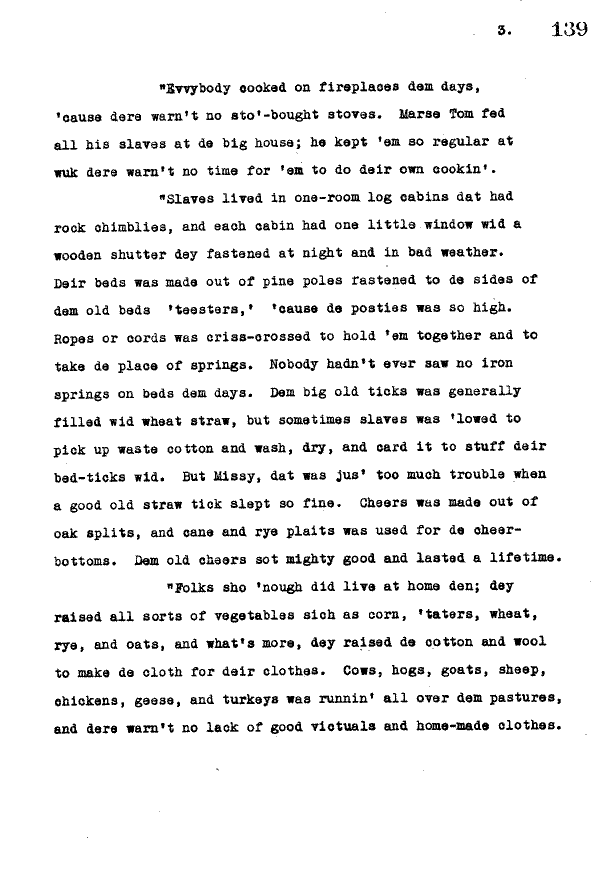 3. 139
"Evvybody cooked on fireplaces dem days,
'cause dere warn't no sto'-bought stoves. Marse Tom fed
all his slaves at de big house; he kept 'em so regular at
wuk dere warn't no time for 'em to do deir own cookin'.
"Slaves lived in one-room log cabins dat had
rock chimblies, and each cabin had one little window wid a
wooden shutter dey fastened at night and in bad weather.
Deir beds was made out of pine poles fastened to de sides of
dem old beds 'teesters,' 'cause de posties was so high.
Ropes or cords was criss-crossed to hold 'em together and to
take de place of springs. Nobody hadn't ever saw no iron
springs on beds dem days. Dem big old ticks was generally
filled wid wheat straw, but sometimes slaves was 'lowed to
pick up waste cotton and wash, dry, and card it to stuff deir
bed-ticks wid. But Missy, dat was jus' too much trouble when
a good old straw tick slept so fine. Cheers was made out of
oak splits, and cane and rye plaits was used for de cheer-
bottoms. Dem old cheers sot mighty good and lasted a lifetime.
"Folks sho 'nough did live at home den; dey
raised all sorts of vegetables sich as corn, 'taters, wheat,
rye, and oats, and what's more, dey raised de cotton and wool
to make de cloth for deir clothes. Cows, hogs, goats, sheep,
chickens, geese, and turkeys was runnin' all over dem pastures,
and dere warn't no lack of good victuals and home-made clothes.